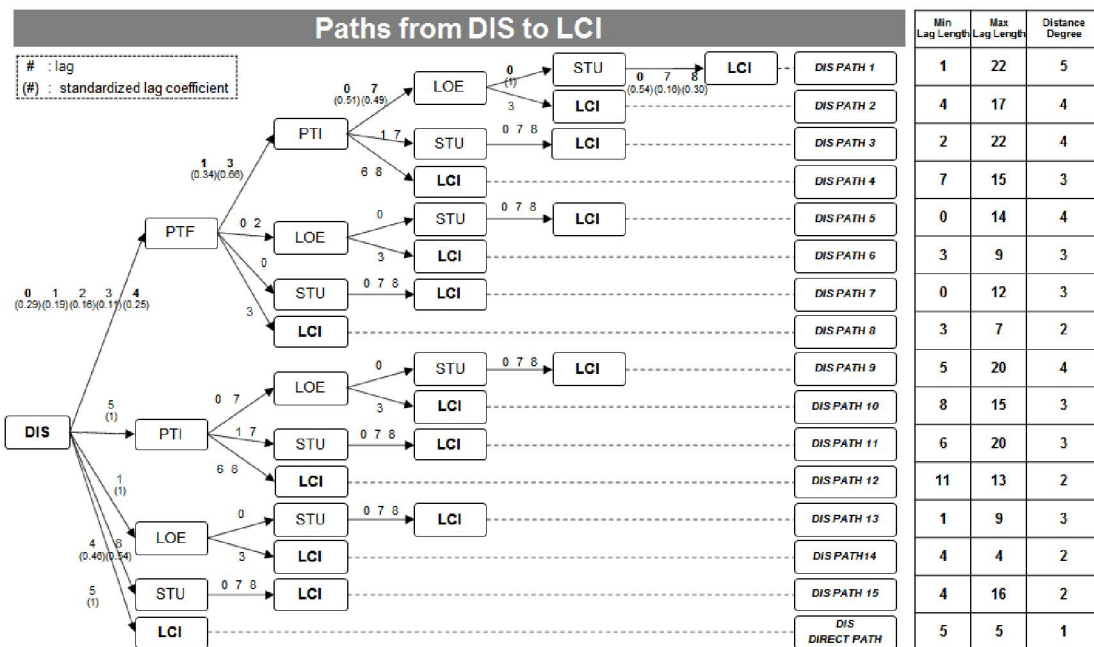 Paths from DIS to LCI
# : lag
(#) : standardized lag coefficient
Min Lag Length Max Lag Length Distance Degree
0 7
(0.51)(0.49)
LOE
0
(1)
STU
0 7 8
(0.54)(0.16)(0.30)
LCI
DIS PATH 1
1 22 5
3
LCI
DIS PATH 2
4 17 4
1 3
(0.34)(0.66)
PTI
1 7
STU
0 7 8
LCI
DIS PATH 3
2 22 4
6 8
LCI
DIS PATH 4
7 15 3
PTF
0 2
LOE
0
STU
0 7 8
LCI
DIS PATH 5
0 14 4
3
LCI
DIS PATH 6
3 9 3
0 1 2 3 4
(0.29)(0.19)(0.16)(0.11)(0.25)
0
STU
0 7 8
LCI
DIS PATH 7
0 12 3
3
LCI
DIS PATH 8
3 7 2
DIS
5
(1)
PTI
0 7
LOE
0
STU
0 7 8
LCI
DIS PATH 9
5 20 4
3
LCI
DIS PATH 10
8 15 3
1 7
STU
0 7 8
LCI
DIS PATH 11
6 20 3
6 8
LCI
DIS PATH 12
11 13 2
1
(1)
LOE
0
STU
0 7 8
LCI
DIS PATH 13
1 9 3
3
LCI
DIS PATH14
4 4 2
4 8
(0.46)(0.54)
STU
0 7 8
LCI
DIS PATH 15
4 16 2
5
(1)
LCI
DIS
DIRECT PATH
5 5 1